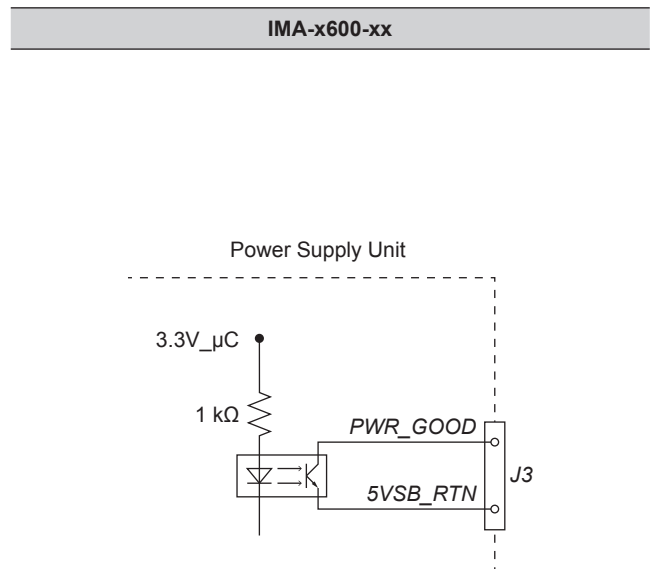 IMA-x600-xx
Power Supply Unit
3.3V_µC
1 kΩ
PWR_GOOD
J3
5VSB_RTN